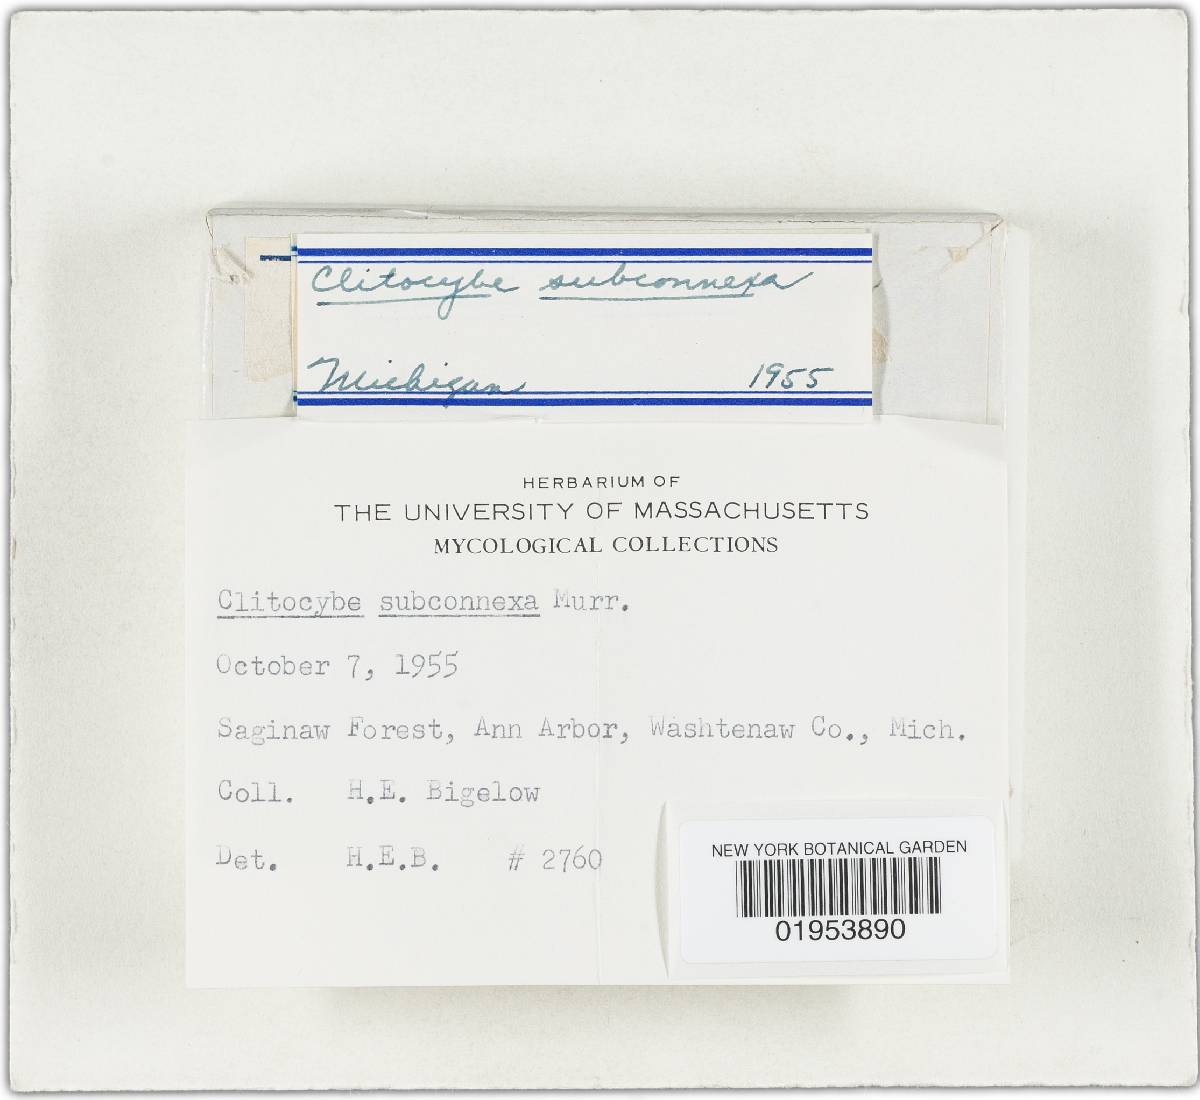 Clitocybe subconnexa
Michigan 1955
HERBARIUM OF
THE UNIVERSITY OF MASSACHUSETTS
MYCOLOGICAL COLLECTIONS
Clitocybe subconnexa Murr.
October 7, 1955
Saginaw Forest, Ann Arbor, Washtenaw Co., Mich.
Coll. H.E. Bigelow
Det. H.E.B. # 2760
NEW YORK BOTANICAL GARDEN
01953890